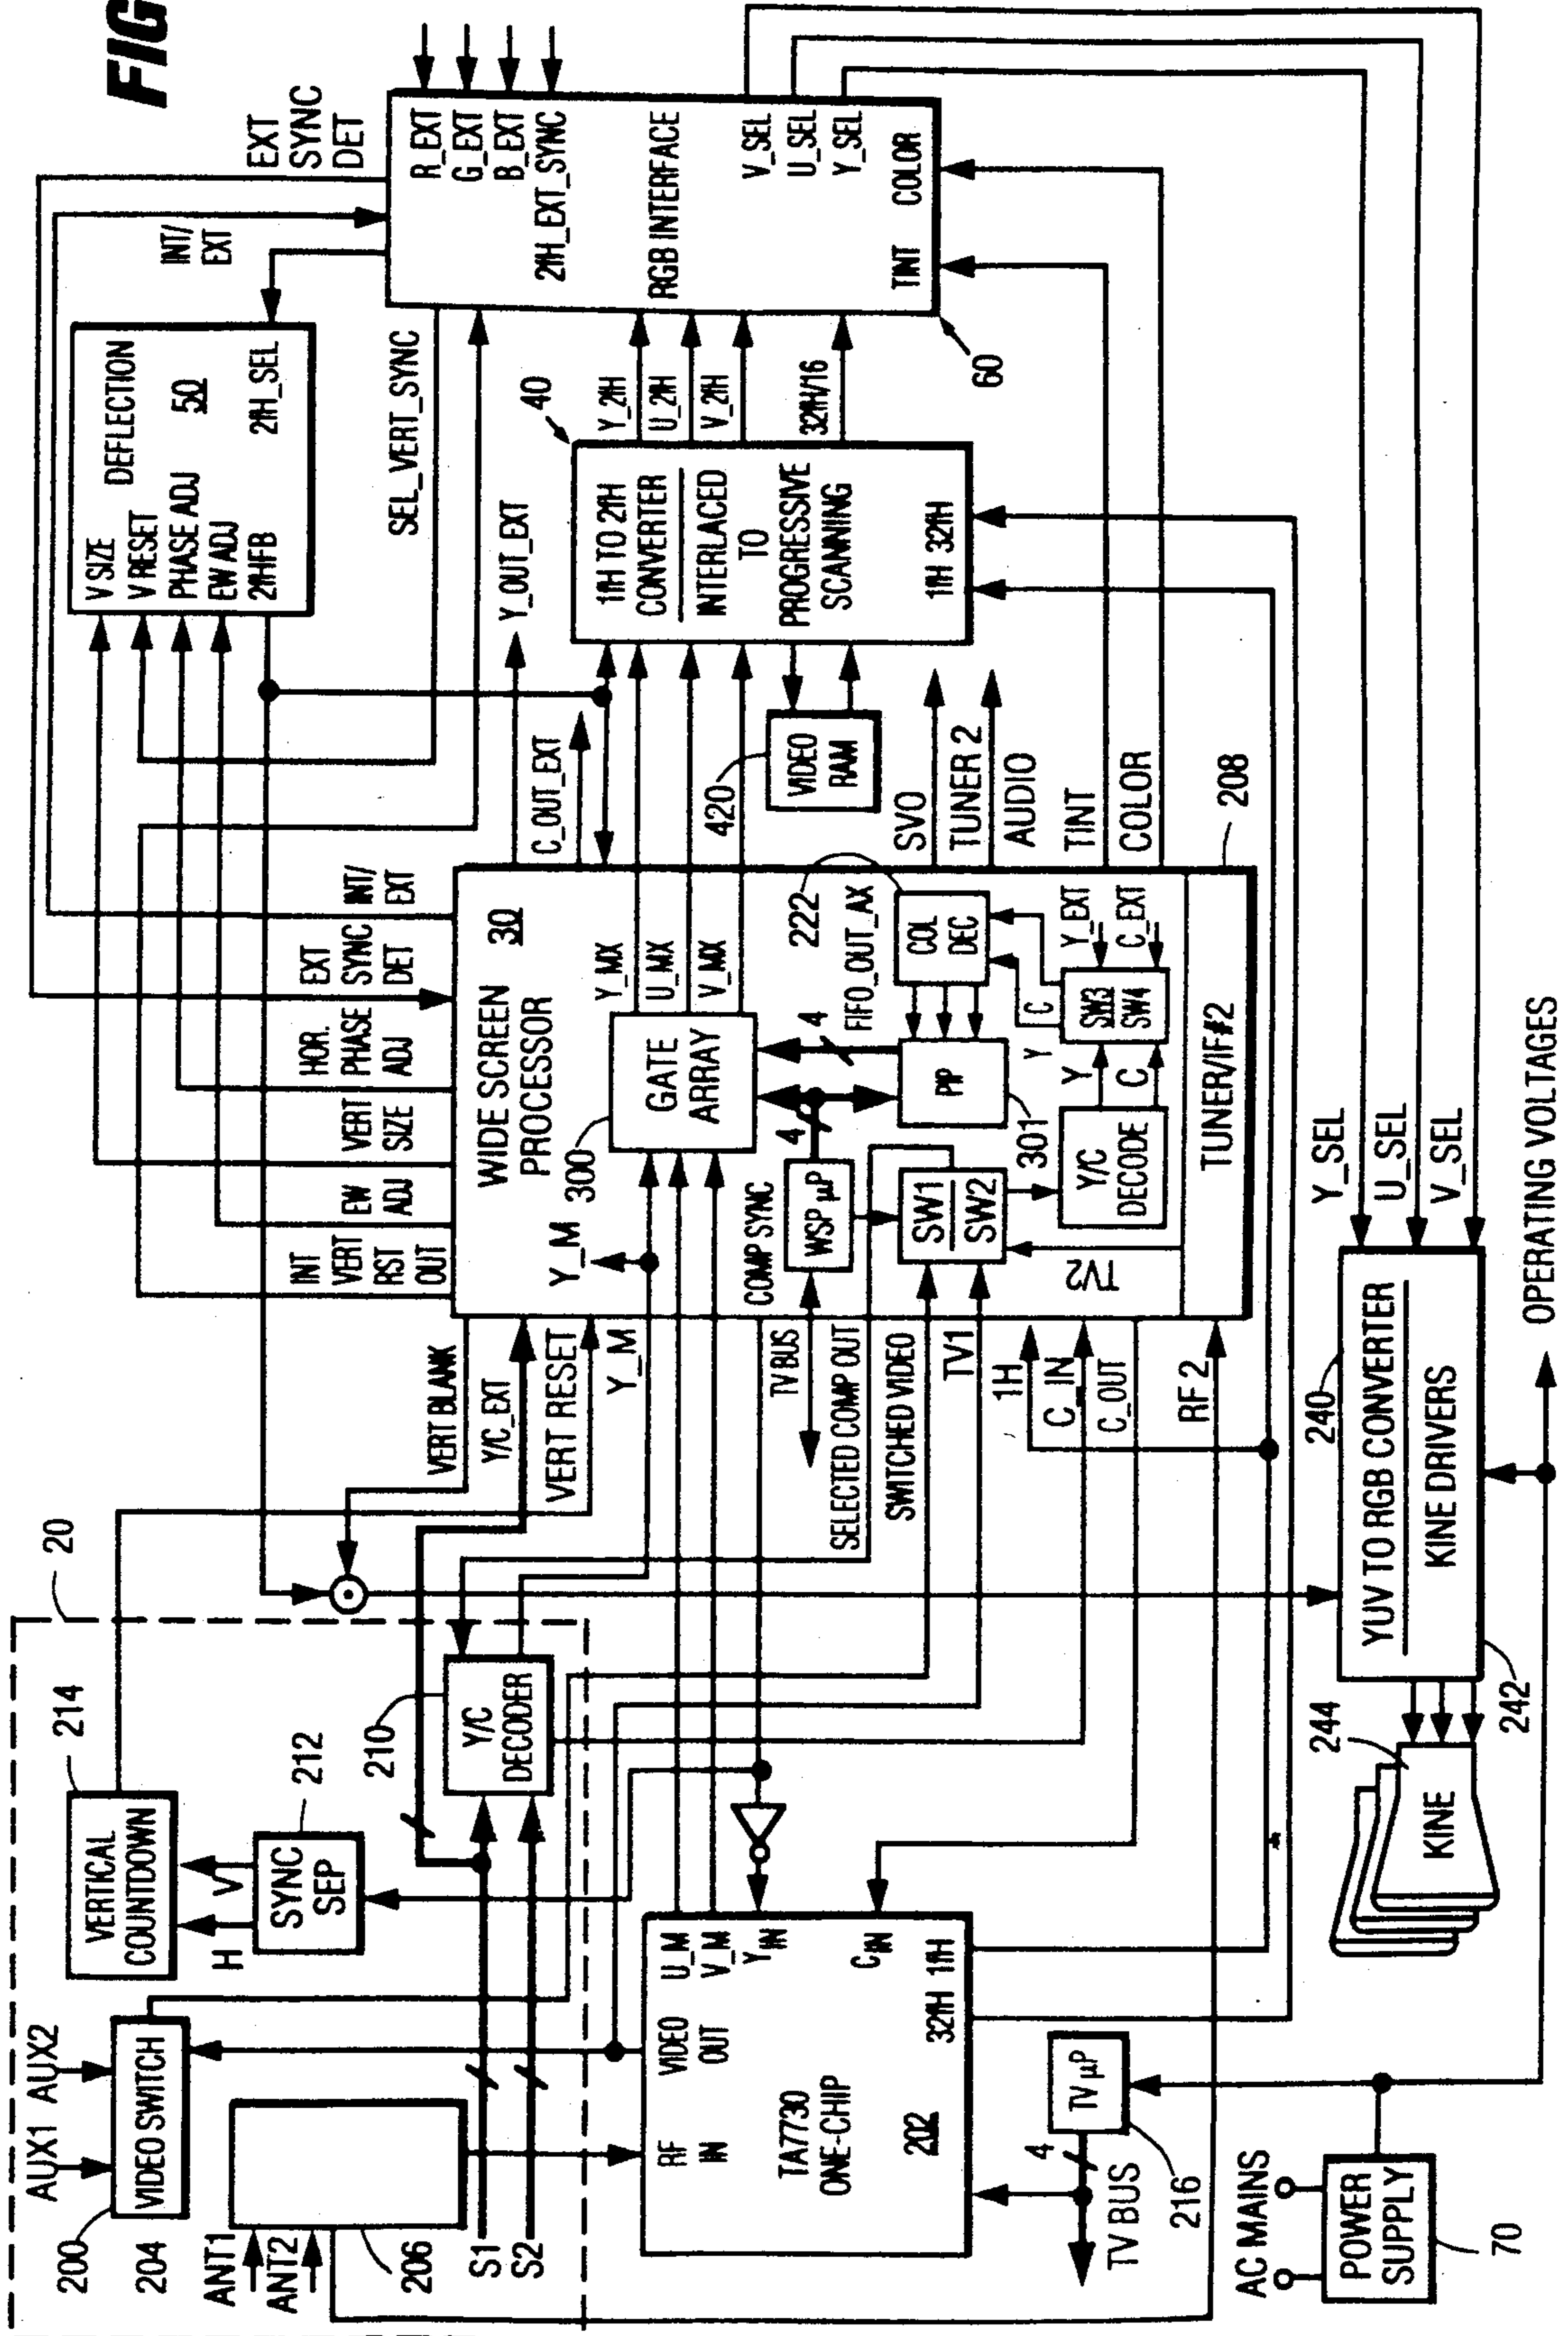 FIG
AUX1
AUX2
200
204
VIDEO SWITCH
ANT1
ANT2
206
S1
S2
VERTICAL
COUNTDOWN
214
H
V
SYNC
SEP
212
20
210
Y/C
DECODER
RF
IN
VIDEO
OUT
U_M
V_M
YIN
CIN
TA7730
ONE-CHIP
202
32fH
1fH
4
TV BUS
TV µP
216
AC MAINS
POWER
SUPPLY
70
VERT BLANK
Y/C_EXT
VERT RESET
Y_M
TV BUS
SELECTED COMP OUT
SWITCHED VIDEO
TV1
1H
C_IN
C_OUT
RF 2
INT
VERT
RST
OUT
EW
ADJ
VERT
SIZE
HOR.
PHASE
ADJ
EXT
SYNC
DET
INT/
EXT
WIDE SCREEN
PROCESSOR
30
Y_M
300
GATE
ARRAY
Y_MX
U_MX
V_MX
COMP SYNC
WSP µP
4
4
FIFO_OUT_AX
PIP
301
COL
DEC
222
SW1
SW2
Y/C
DECODE
Y
C
Y
C
SW3
SW4
Y_EXT
C_EXT
TV2
TUNER/IF#2
208
V SIZE
V RESET
PHASE ADJ
EW ADJ
2fHFB
DEFLECTION
50
2fH_SEL
INT/
EXT
EXT
SYNC
DET
SEL_VERT_SYNC
Y_OUT_EXT
C_OUT_EXT
40
1fH TO 2fH
CONVERTER
INTERLACED
TO
PROGRESSIVE
SCANNING
1fH 32fH
420
VIDEO
RAM
SVO
TUNER 2
AUDIO
TINT
COLOR
Y_2fH
U_2fH
V_2fH
32fH/16
60
R_EXT
G_EXT
B_EXT
2fH_EXT_SYNC
RGB INTERFACE
V_SEL
U_SEL
Y_SEL
TINT
COLOR
Y_SEL
U_SEL
V_SEL
240
YUV TO RGB CONVERTER
KINE DRIVERS
242
244
KINE
OPERATING VOLTAGES